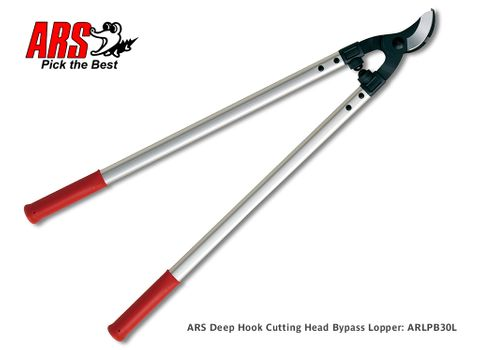 ARS
Pick the Best
ARS Deep Hook Cutting Head Bypass Lopper: ARLPB30L